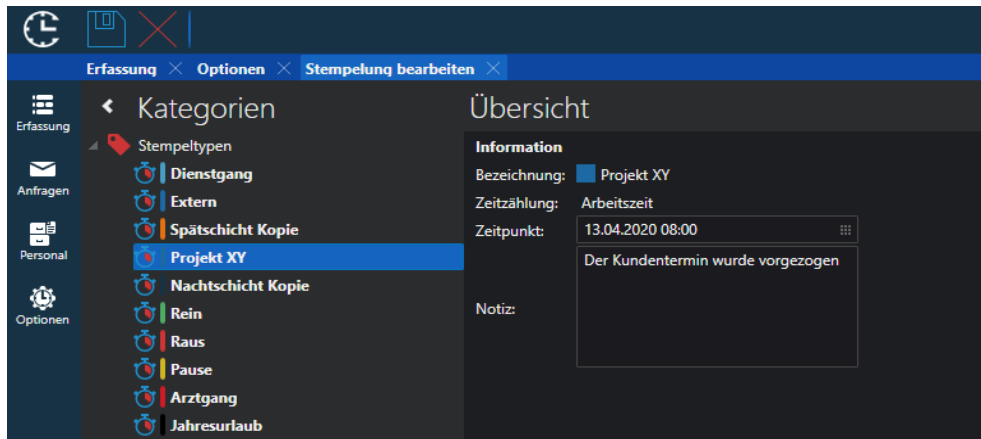 Erfassung Optionen Stempelung bearbeiten
Erfassung
Anfragen
Personal
Optionen
Kategorien
Stempeltypen
Dienstgang
Extern
Spätschicht Kopie
Projekt XY
Nachtschicht Kopie
Rein
Raus
Pause
Arztgang
Jahresurlaub
Übersicht
Information
Bezeichnung: Projekt XY
Zeitzählung: Arbeitszeit
Zeitpunkt: 13.04.2020 08:00
Der Kundentermin wurde vorgezogen
Notiz: